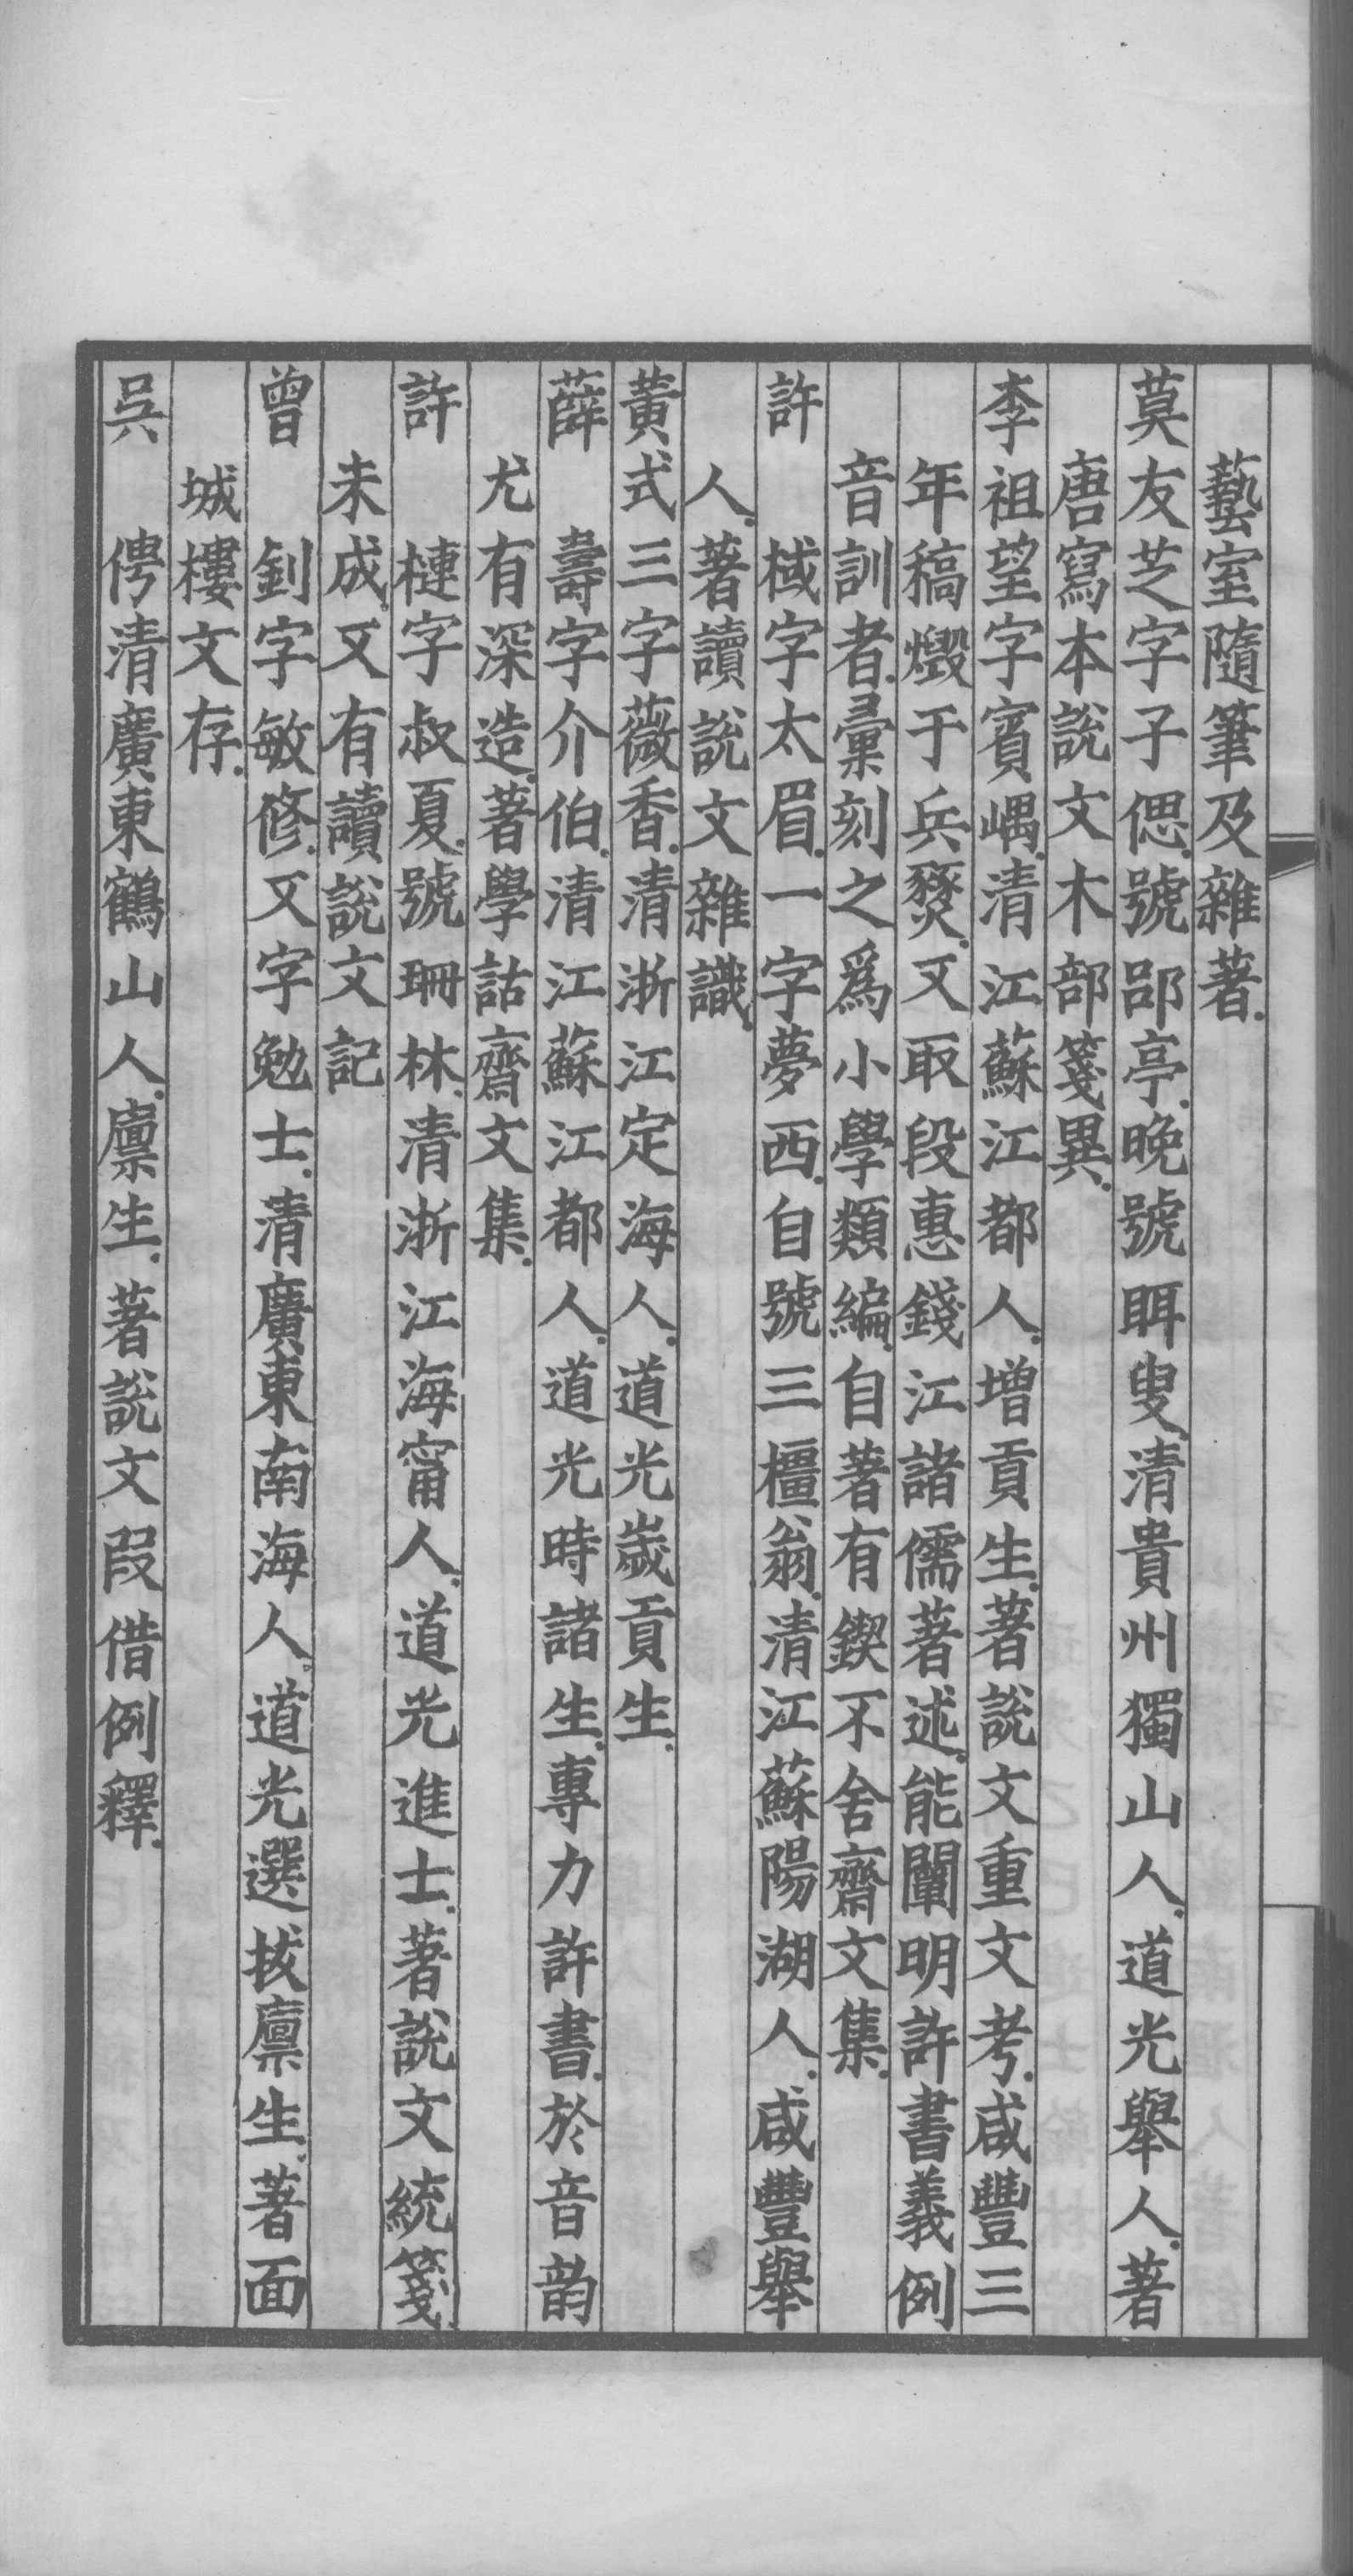 藝室隨筆及雜著.
莫友芝字子偲.號郘亭.晚號眲叟.清貴州獨山人.道光舉人.著
唐寫本說文木部箋異.
李祖望字賓嵎.清江蘇江都人.增貢生.著說文重文考.咸豐三
年稿燬于兵燹.又取段惠錢江諸儒著述.能闡明許書義例
音訓者.彙刻之爲小學類編.自著有鍥不舍齋文集.
許　棫字太眉.一字夢西.自號三橿翁.清江蘇陽湖人.咸豐舉
人.著讀說文雜識.
黃式三字薇香.清浙江定海人.道光歲貢生.
薛　壽字介伯.清江蘇江都人.道光時諸生.專力許書.於音韵
尤有深造.著學詁齋文集.
許　槤字叔夏.號珊林.清浙江海甯人.道光進士.著說文統箋.
未成.又有讀說文記
曾　釗字敏修.又字勉士.清廣東南海人.道光選拔廩生.著面
城樓文存.
吳　㑂清廣東鶴山人.廩生.著說文叚借例釋.